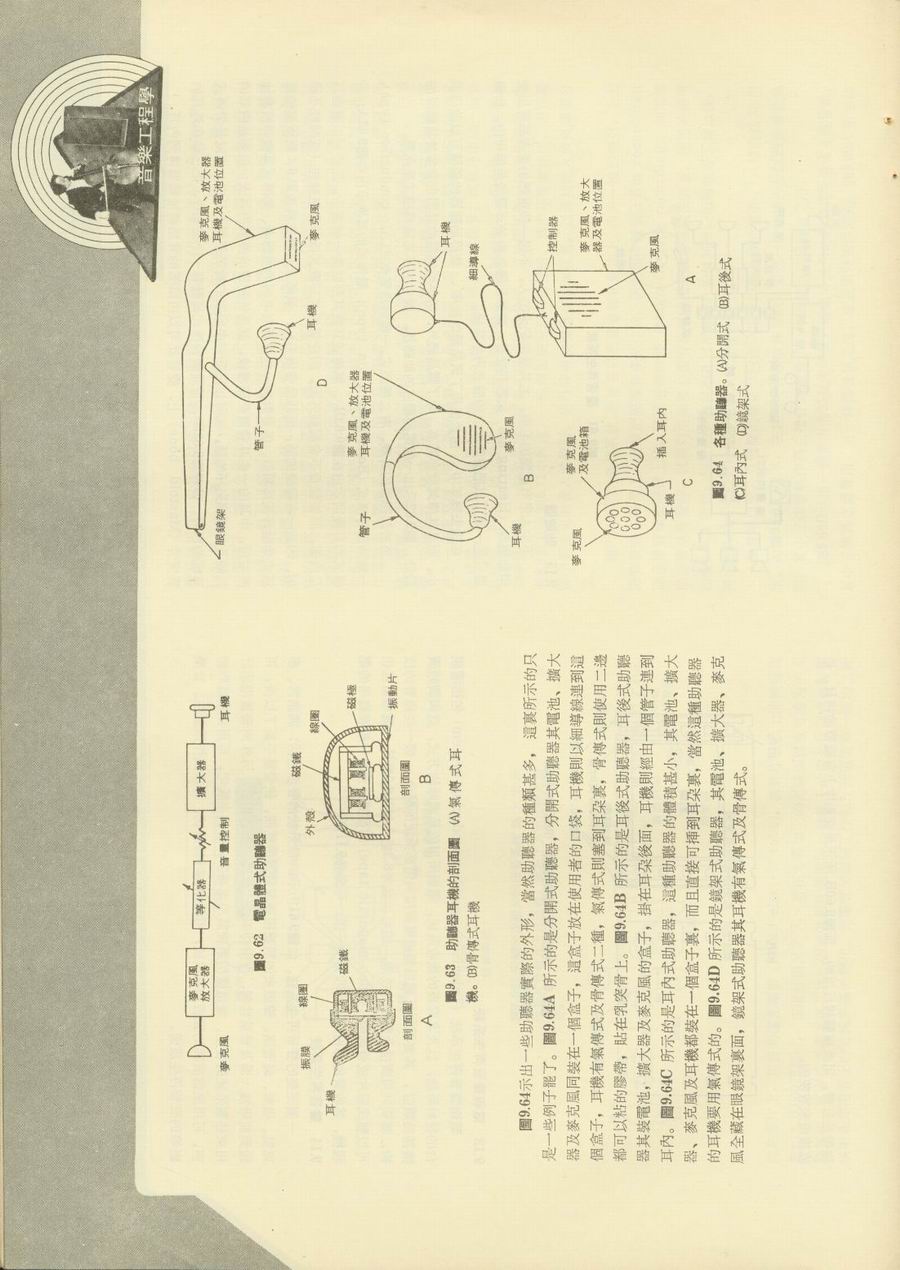 音樂工程學
麥克風
麥克風
放大器
等化器
音量控制
擴大器
耳機
圖9.62 電晶體式助聽器
耳機
振膜
線圈
磁鐵
剖面圖
A
外殼
磁鐵
線圈
磁極
振動片
剖面圖
B
圖9.63 助聽器耳機的剖面圖 (A)氣傳式耳
機。(B)骨傳式耳機
圖9.64示出一些助聽器實際的外形，當然助聽器的種類甚多，這裏所示的只
是一些例子罷了。圖9.64A 所示的是分開式助聽器，分開式助聽器其電池、擴大
器及麥克風同裝在一個盒子，這盒子放在使用者的口袋，耳機則以細導線連到這
個盒子，耳機有氣傳式及骨傳式二種，氣傳式則塞到耳朵裏，骨傳式則使用二邊
都可以粘的膠帶，貼在乳突骨上。圖9.64B 所示的是耳後式助聽器，耳後式助聽
器其裝電池，擴大器及麥克風的盒子，掛在耳朵後面，耳機則經由一個管子連到
耳內。圖9.64C 所示的是耳內式助聽器，這種助聽器的體積甚小，其電池、擴大
器、麥克風及耳機都裝在一個盒子裏，而且直接可挿到耳朵裏，當然這種助聽器
的耳機要用氣傳式的。圖9.64D 所示的是鏡架式助聽器，其電池、擴大器、麥克
風全藏在眼鏡架裏面，鏡架式助聽器其耳機有氣傳式及骨傳式。
眼鏡架
管子
耳機
麥克風、放大器
耳機及電池位置
麥克風
D
管子
耳機
麥克風、放大器
耳機及電池位置
麥克風
B
耳機
細導線
控制器
麥克風、放大
器及電池位置
麥克風
A
麥克風
麥克風
及電池箱
插入耳內
耳機
C
圖9.64 各種助聽器。(A)分開式 (B)耳後式
(C)耳內式 (D)鏡架式